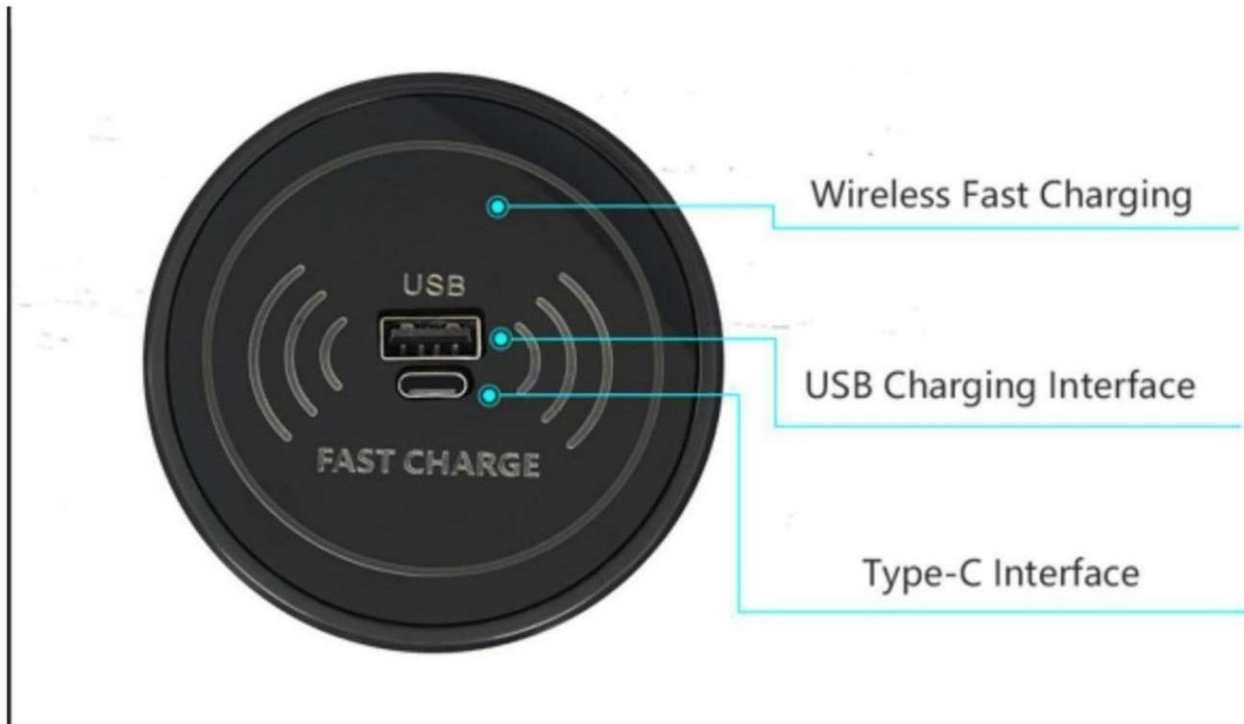 Wireless Fast Charging
USB
USB Charging Interface
FAST CHARGE
Type-C Interface